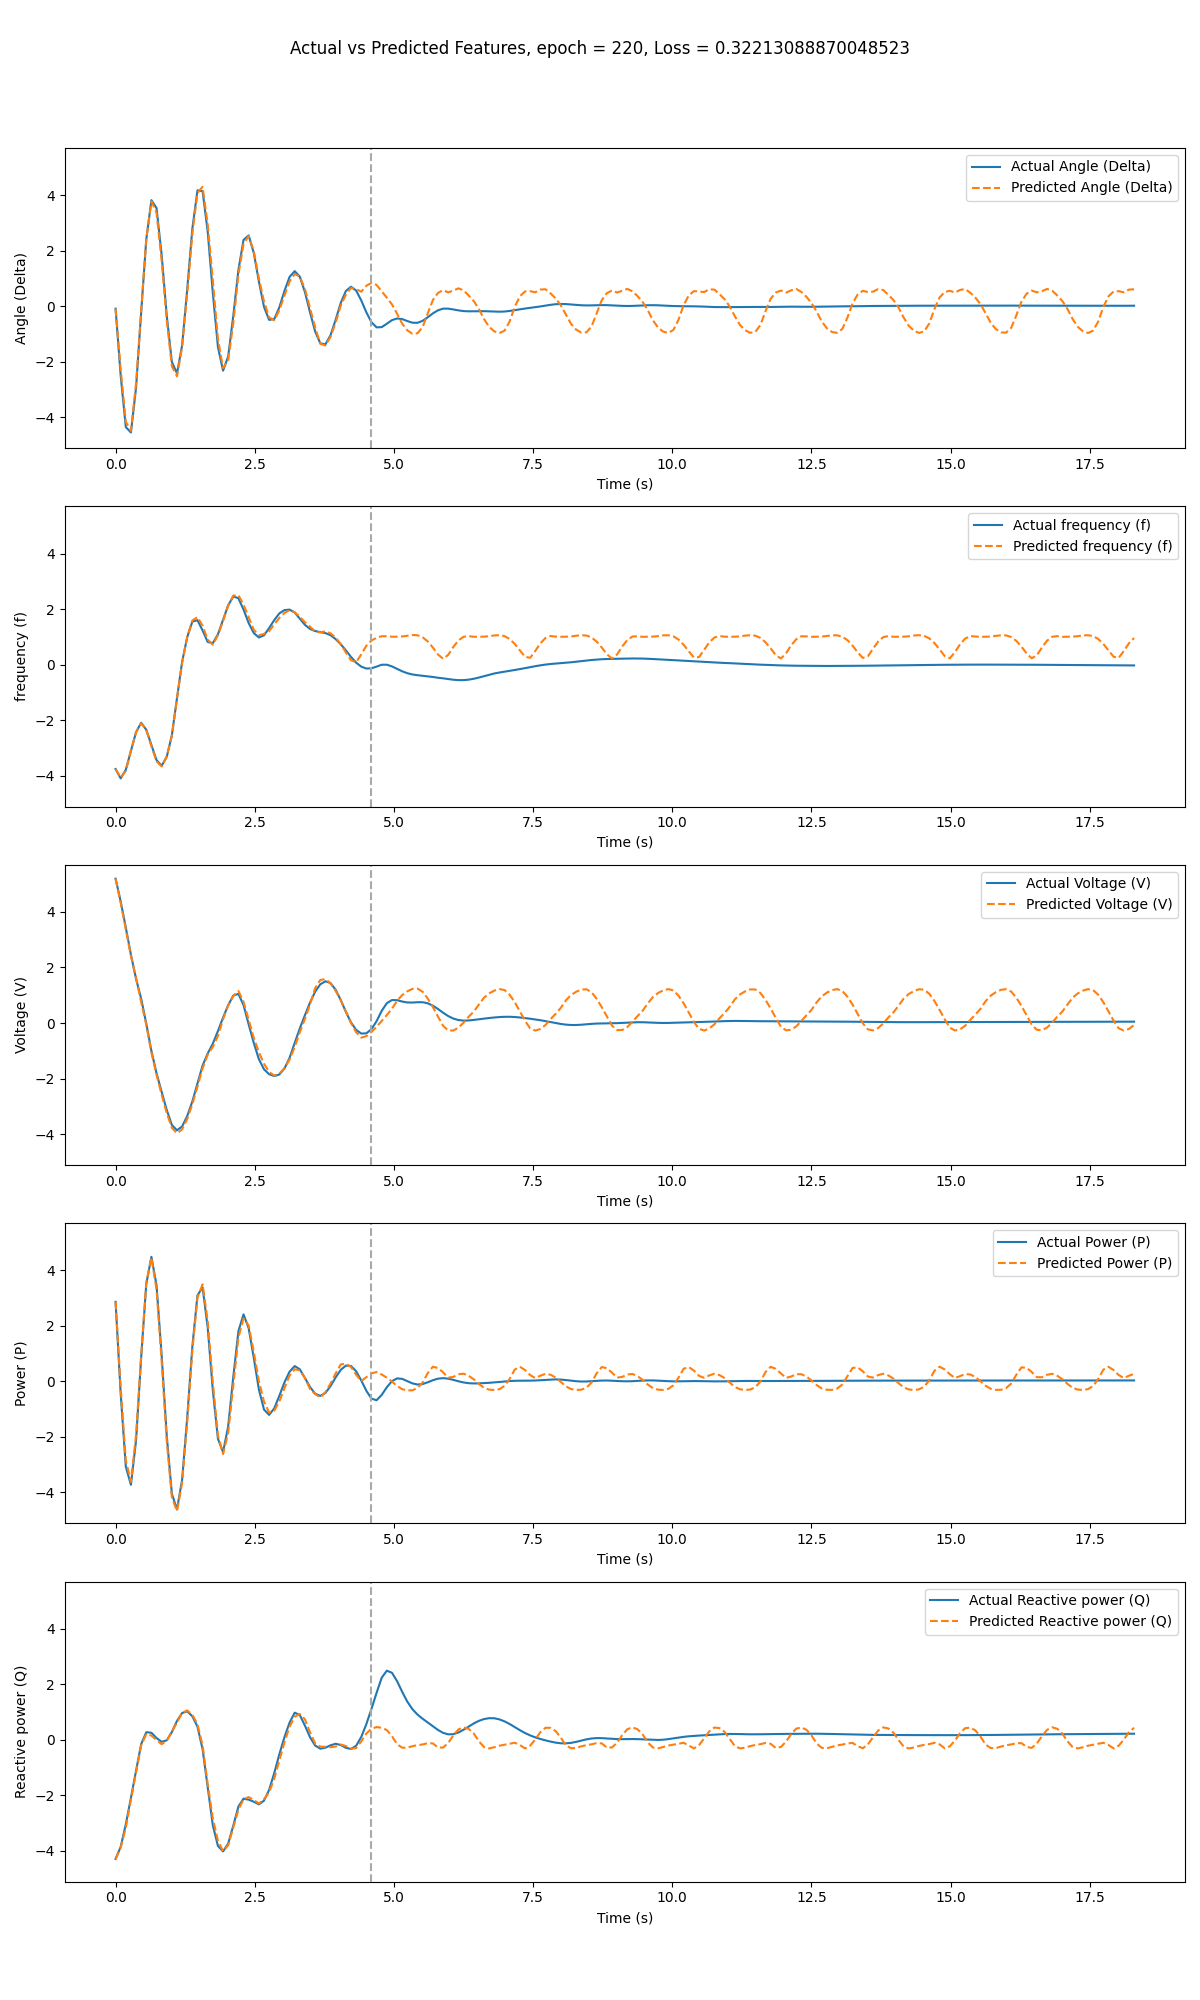 Actual vs Predicted Features, epoch = 220, Loss = 0.32213088870048523
Actual Angle (Delta)
Predicted Angle (Delta)
Angle (Delta)
4
2
0
−2
−4
0.0 2.5 5.0 7.5 10.0 12.5 15.0 17.5
Time (s)
Actual frequency (f)
Predicted frequency (f)
frequency (f)
4
2
0
−2
−4
0.0 2.5 5.0 7.5 10.0 12.5 15.0 17.5
Time (s)
Actual Voltage (V)
Predicted Voltage (V)
Voltage (V)
4
2
0
−2
−4
0.0 2.5 5.0 7.5 10.0 12.5 15.0 17.5
Time (s)
Actual Power (P)
Predicted Power (P)
Power (P)
4
2
0
−2
−4
0.0 2.5 5.0 7.5 10.0 12.5 15.0 17.5
Time (s)
Actual Reactive power (Q)
Predicted Reactive power (Q)
Reactive power (Q)
4
2
0
−2
−4
0.0 2.5 5.0 7.5 10.0 12.5 15.0 17.5
Time (s)